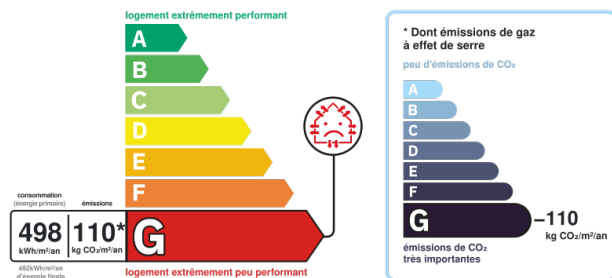 logement extrêmement performant
A
B
C
D
E
F
G
consommation
(énergie primaire)
émissions
498
kWh/m²/an
110*
kg CO₂/m²/an
492kWh/m²/an
d'énergie finale
logement extrêmement peu performant
* Dont émissions de gaz
à effet de serre
peu d'émissions de CO₂
A
B
C
D
E
F
G
110
kg CO₂/m²/an
émissions de CO₂
très importantes